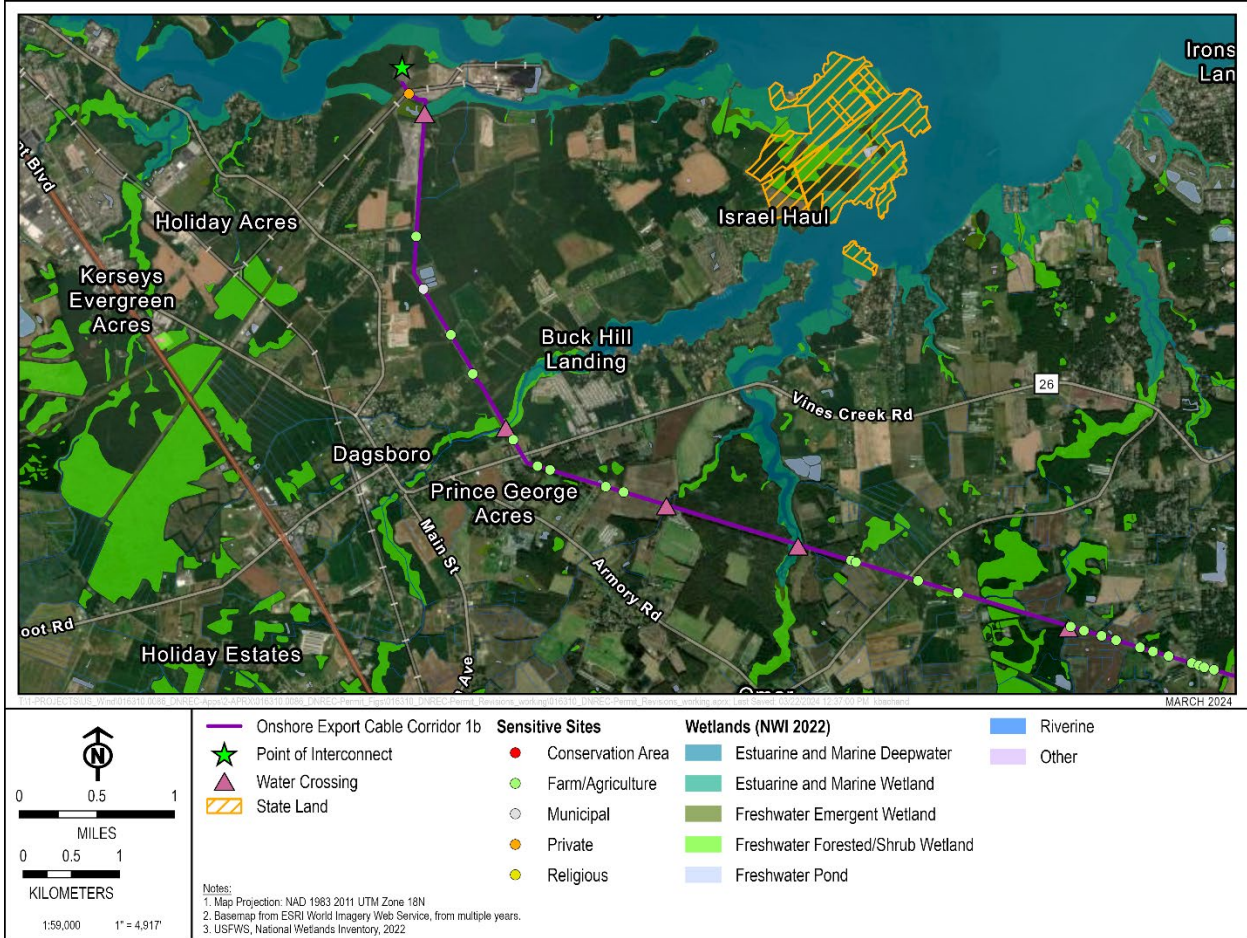 Irons
Lan
nt Blvd
Holiday Acres
Israel Haul
Kerseys
Evergreen
Acres
Buck Hill
Landing
26
Vines Creek Rd
Dagsboro
Prince George
Acres
Main St
Armory Rd
oot Rd
Holiday Estates
Ave
Omar
MARCH 2024
N
0 0.5 1
MILES
0 0.5 1
KILOMETERS
1:59,000 1" = 4,917'
Onshore Export Cable Corridor 1b
Point of Interconnect
Water Crossing
State Land
Sensitive Sites
Conservation Area
Farm/Agriculture
Municipal
Private
Religious
Wetlands (NWI 2022)
Estuarine and Marine Deepwater
Estuarine and Marine Wetland
Freshwater Emergent Wetland
Freshwater Forested/Shrub Wetland
Freshwater Pond
Riverine
Other
Notes:
1. Map Projection: NAD 1983 2011 UTM Zone 18N
2. Basemap from ESRI World Imagery Web Service, from multiple years.
3. USFWS, National Wetlands Inventory, 2022